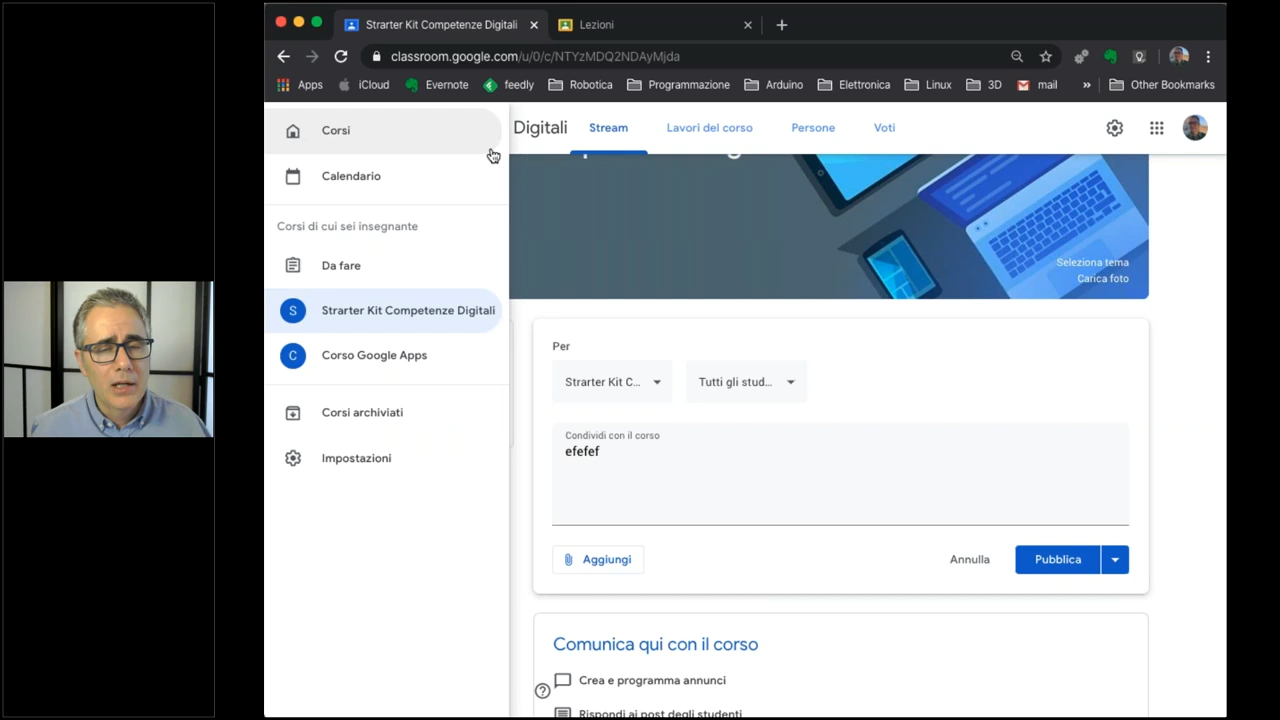 Strarter Kit Competenze Digitali
Lezioni
classroom.google.com/u/0/c/NTYzMDQ2NDAyMjda
Apps
iCloud
Evernote
feedly
Robotica
Programmazione
Arduino
Elettronica
Linux
3D
mail
»
Other Bookmarks
Corsi
Calendario
Corsi di cui sei insegnante
Da fare
S
Strarter Kit Competenze Digitali
C
Corso Google Apps
Corsi archiviati
Impostazioni
Digitali
Stream
Lavori del corso
Persone
Voti
Seleziona tema
Carica foto
Per
Strarter Kit C...
Tutti gli stud...
Condividi con il corso
efefef
Aggiungi
Annulla
Pubblica
Comunica qui con il corso
Crea e programma annunci
Rispondi ai post degli studenti